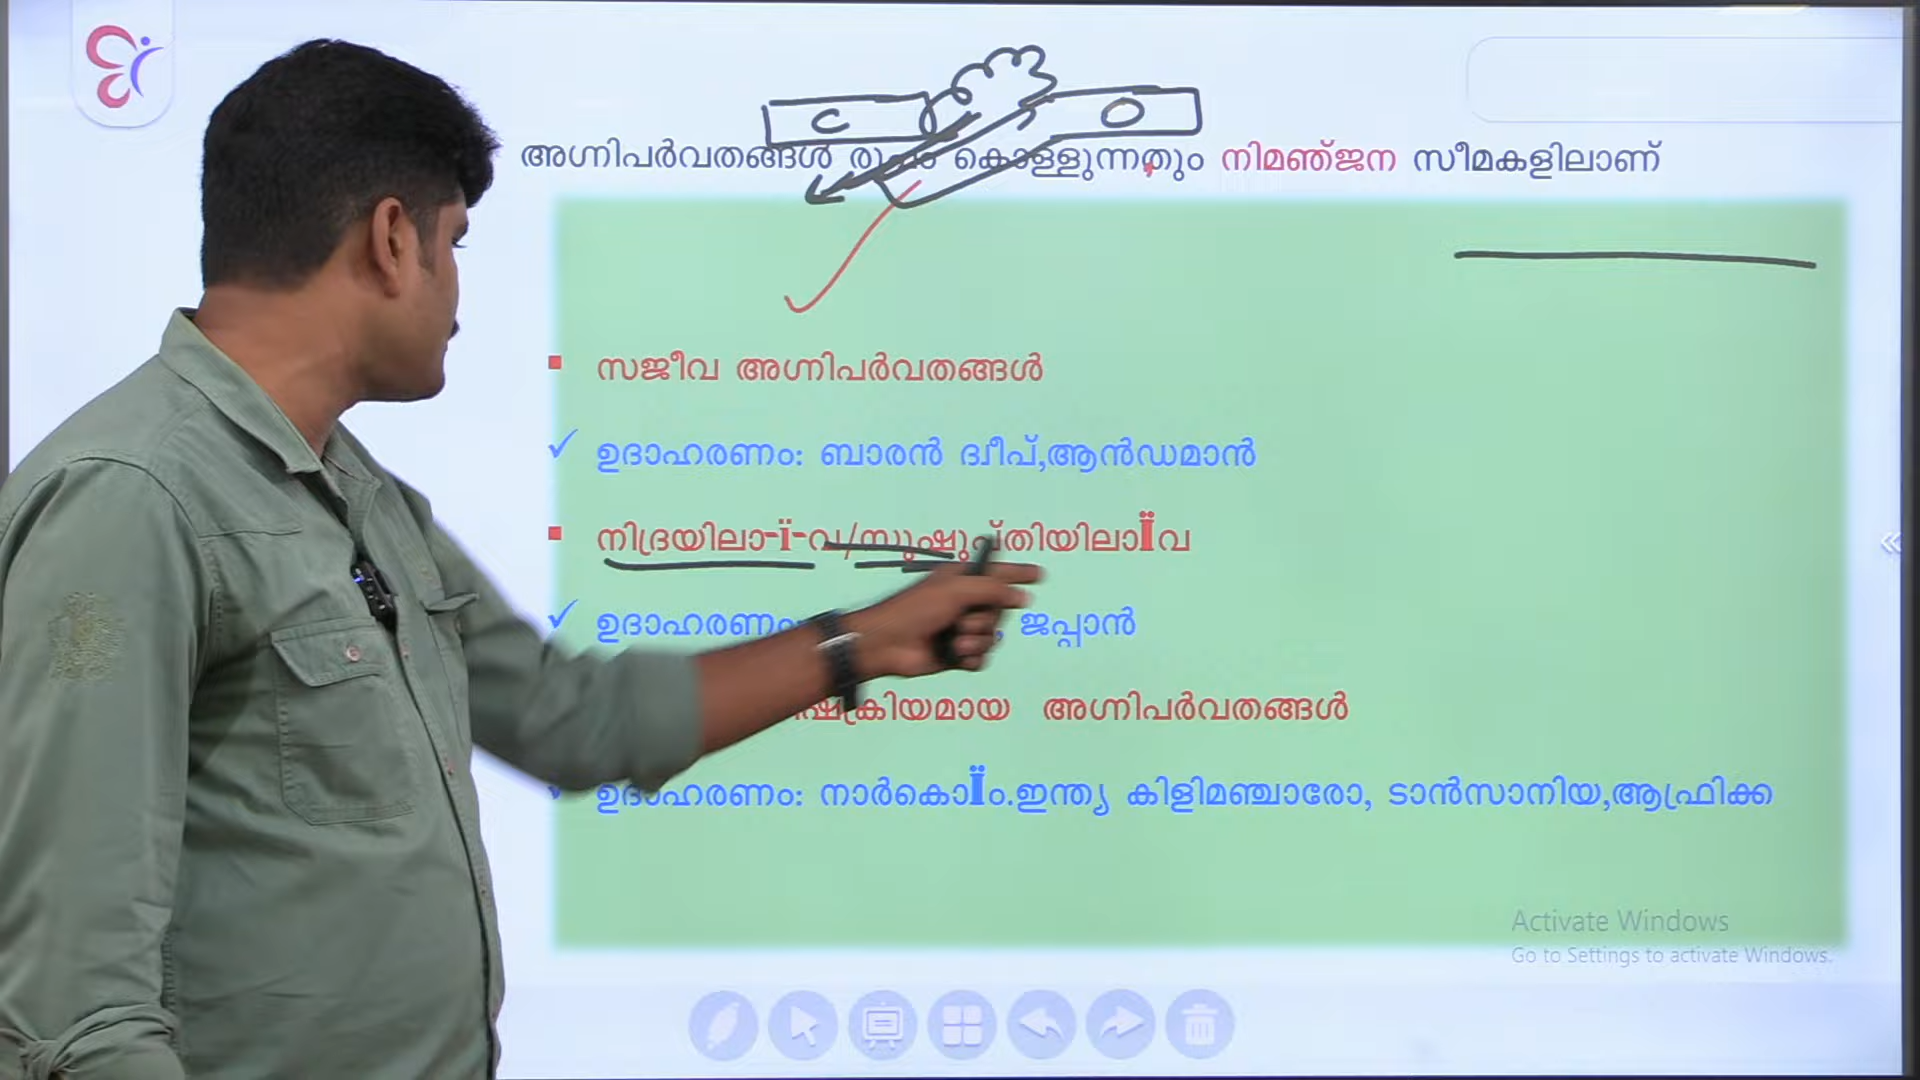 C O
അഗ്നിപർവതങ്ങൾ കൊള്ളുന്നതും നിമഞ്ജന സീമകളിലാണ്
സജീവ അഗ്നിപർവതങ്ങൾ
ഉദാഹരണം: ബാരൻ ദ്വീപ്,ആൻഡമാൻ
നിദ്രയിലാ-ï-വ/സുഷുപ്തിയിലാïവ
ഉദാഹരണം , ജപ്പാൻ
അഗ്നിപർവതങ്ങൾ
ഉദാഹരണം: നാർകൊïം.ഇന്ത്യ കിളിമഞ്ചാരോ, ടാൻസാനിയ,ആഫ്രിക്ക
Activate Windows
Go to Settings to activate Windows.